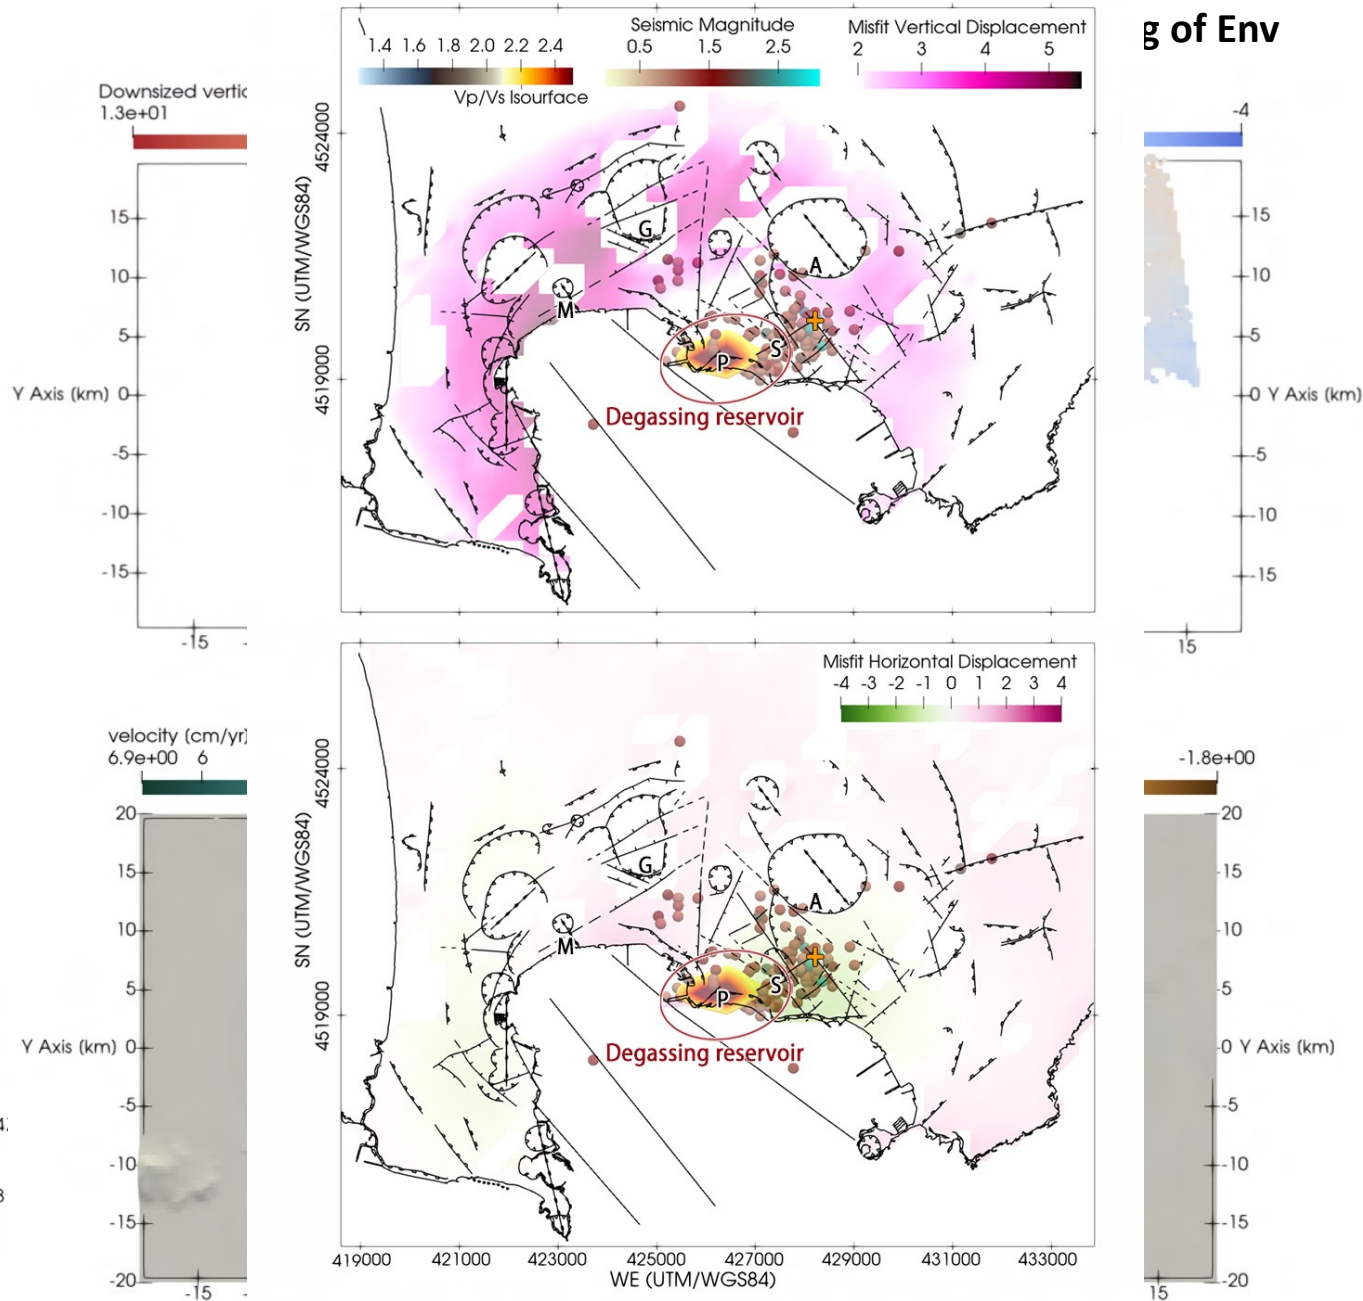 g of Env
Downsized vertic
1.3e+01
15
10
5
Y Axis (km) 0
-5
-10
-15
-15
Seismic Magnitude
Misfit Vertical Displacement
1.4 1.6 1.8 2.0 2.2 2.4
0.5 1.5 2.5
2 3 4 5
Vp/Vs Isourface
4524000
SN (UTM/WGS84)
4519000
G
A
M
S
P
Degassing reservoir
-4
15
10
5
0 Y Axis (km)
-5
-10
-15
15
velocity (cm/yr)
6.9e+00 6
20
15
10
5
Y Axis (km) 0
-5
-10
-15
-20
-15
Misfit Horizontal Displacement
-4 -3 -2 -1 0 1 2 3 4
4524000
SN (UTM/WGS84)
4519000
G
A
M
S
P
Degassing reservoir
419000 421000 423000 425000 427000 429000 431000 433000
WE (UTM/WGS84)
-1.8e+00
20
15
10
5
0 Y Axis (km)
-5
-10
-15
-20
15